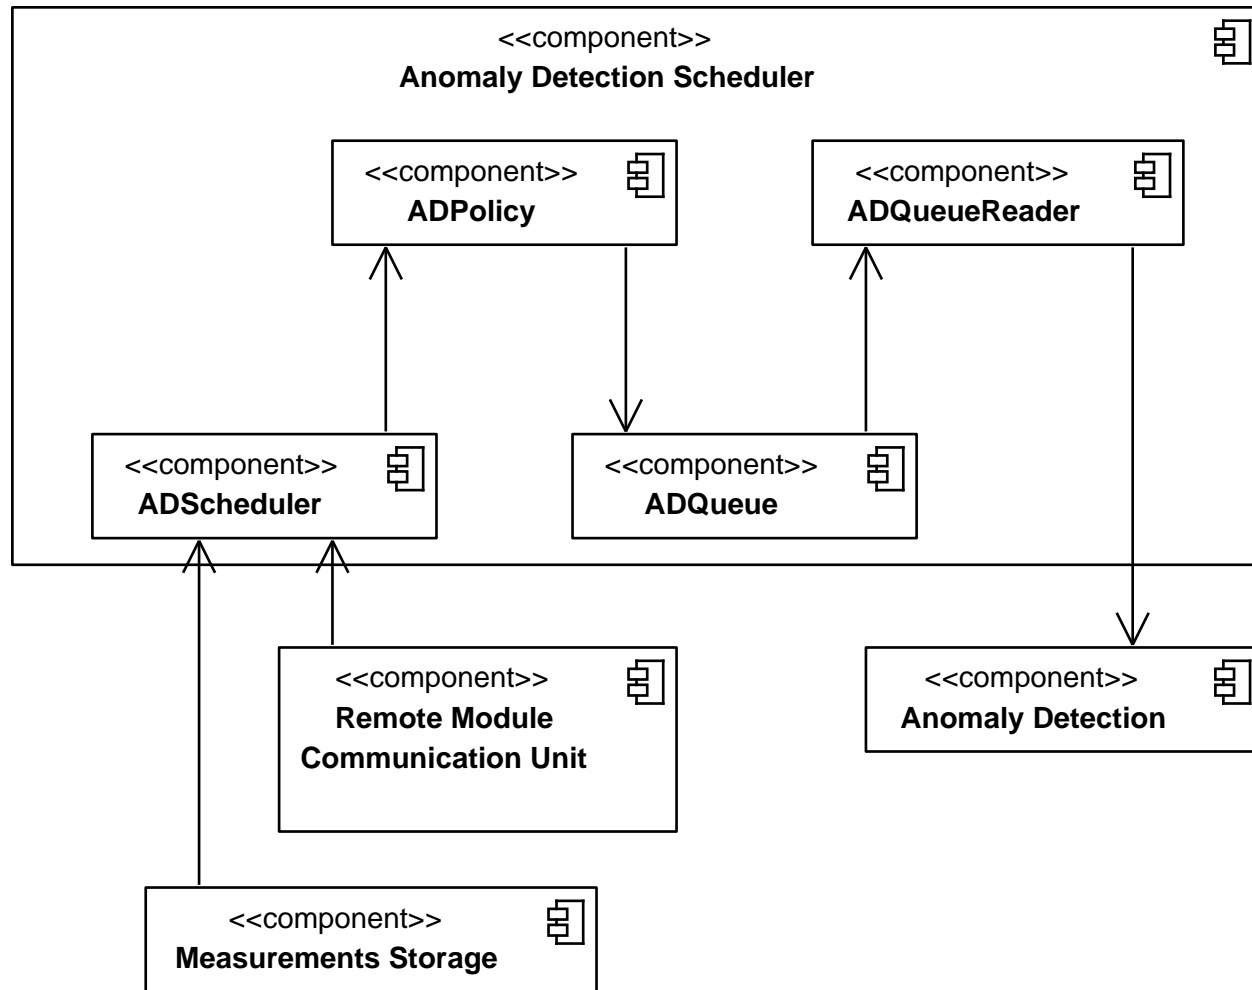 <<component>>
Anomaly Detection Scheduler
<<component>>
ADPolicy
<<component>>
ADQueueReader
<<component>>
ADScheduler
<<component>>
ADQueue
<<component>>
Remote Module
Communication Unit
<<component>>
Anomaly Detection
<<component>>
Measurements Storage